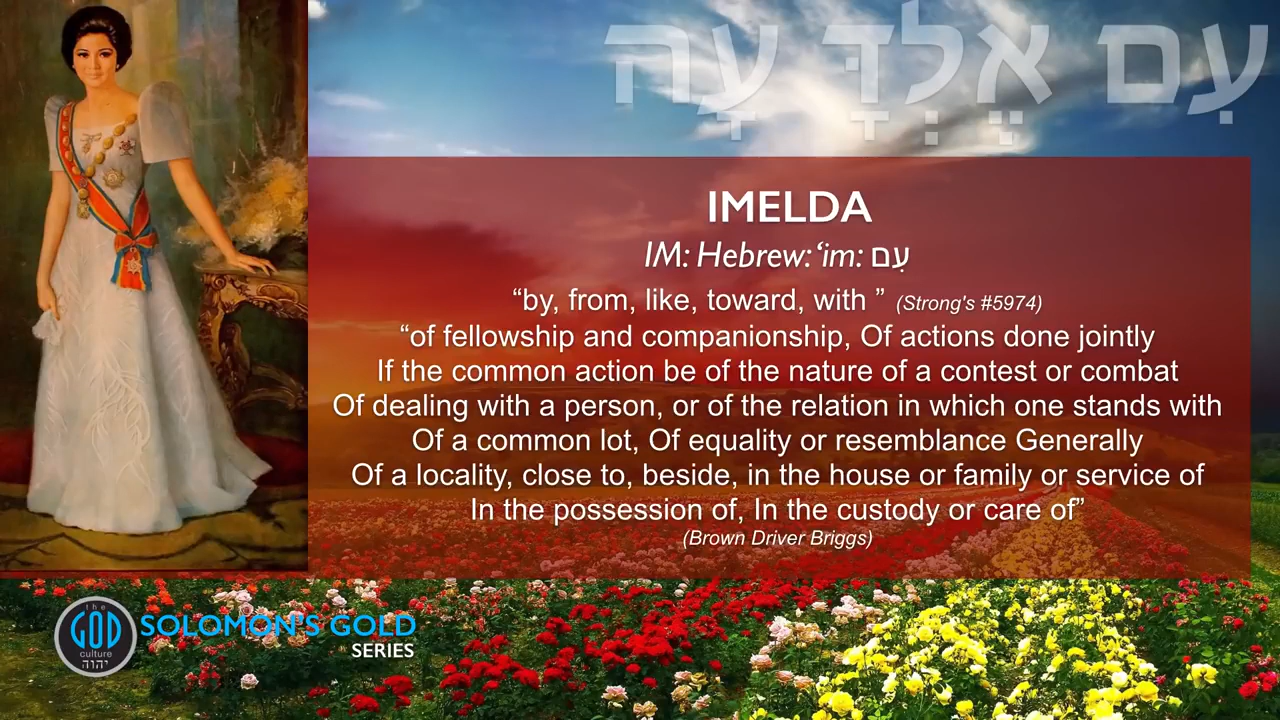 עִם אֶלְדָּ עָה
IMELDA
IM: Hebrew: ‘im: עִם
“by, from, like, toward, with ” (Strong's #5974)
“of fellowship and companionship, Of actions done jointly
If the common action be of the nature of a contest or combat
Of dealing with a person, or of the relation in which one stands with
Of a common lot, Of equality or resemblance Generally
Of a locality, close to, beside, in the house or family or service of
In the possession of, In the custody or care of”
(Brown Driver Briggs)
the
GOD
culture
יהוה
SOLOMON'S GOLD
SERIES